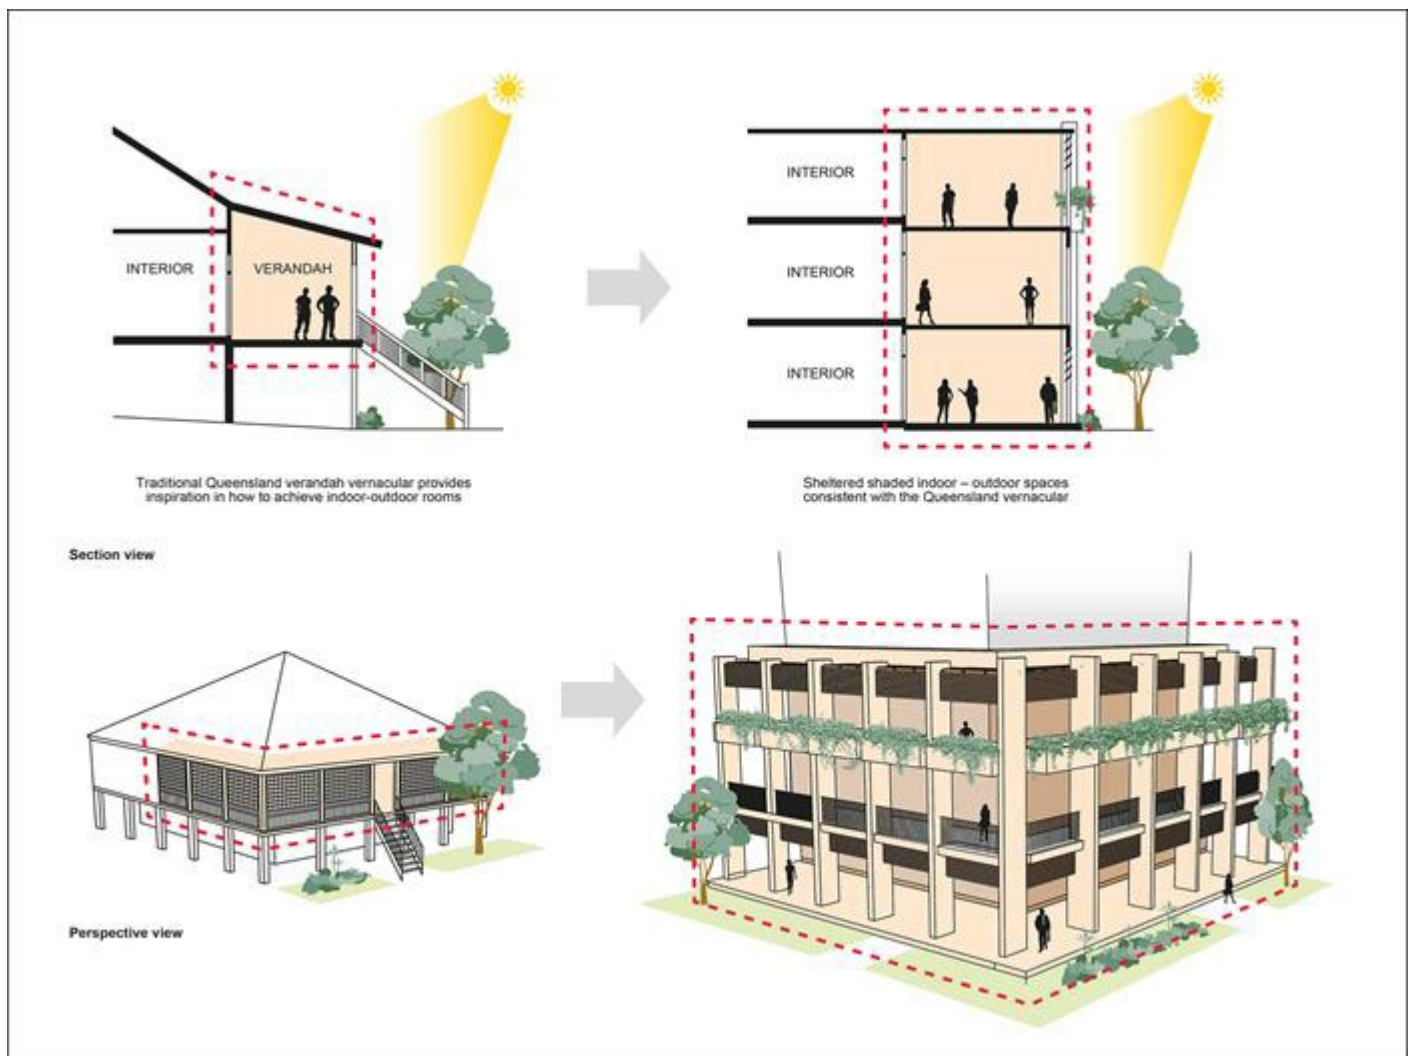 INTERIOR
VERANDAH
INTERIOR
INTERIOR
INTERIOR
Traditional Queensland verandah vernacular provides
inspiration in how to achieve indoor-outdoor rooms
Sheltered shaded indoor – outdoor spaces
consistent with the Queensland vernacular
Section view
Perspective view